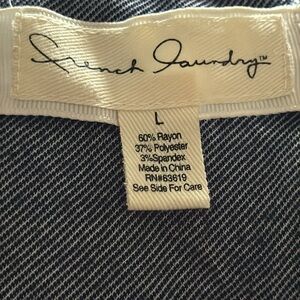 French Laundry™
L
60% Rayon
37% Polyester
3% Spandex
Made in China
RN#63619
See Side For Care